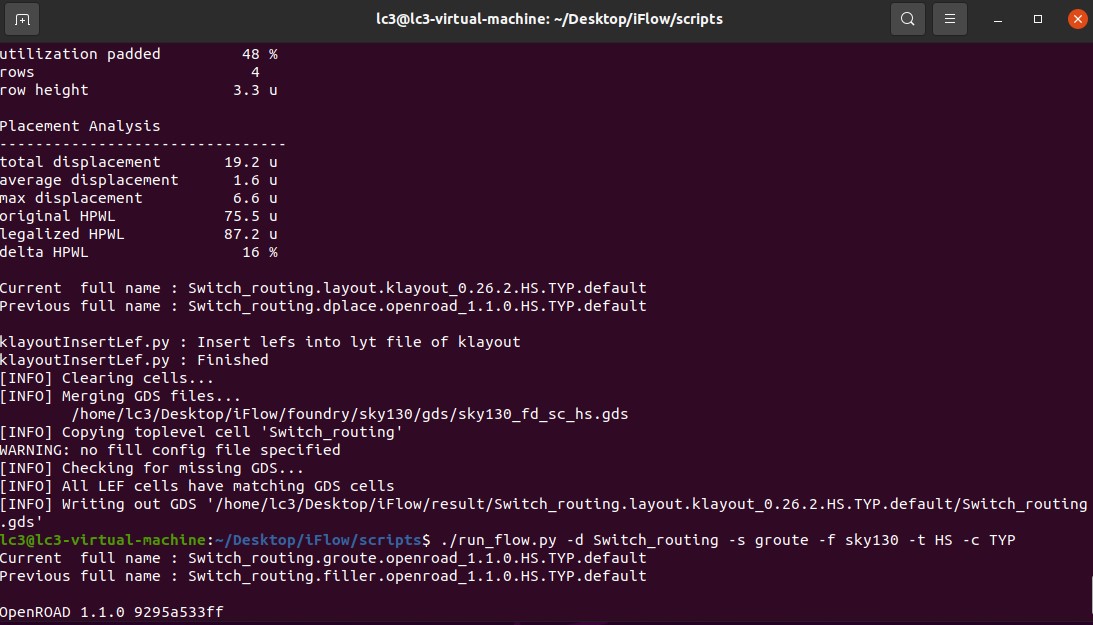 lc3@lc3-virtual-machine: ~/Desktop/iFlow/scripts
utilization padded 48 %
rows 4
row height 3.3 u
Placement Analysis
--------------------------------
total displacement 19.2 u
average displacement 1.6 u
max displacement 6.6 u
original HPWL 75.5 u
legalized HPWL 87.2 u
delta HPWL 16 %
Current  full name : Switch_routing.layout.klayout_0.26.2.HS.TYP.default
Previous full name : Switch_routing.dplace.openroad_1.1.0.HS.TYP.default
klayoutInsertLef.py : Insert lefs into lyt file of klayout
klayoutInsertLef.py : Finished
[INFO] Clearing cells...
[INFO] Merging GDS files...
/home/lc3/Desktop/iFlow/foundry/sky130/gds/sky130_fd_sc_hs.gds
[INFO] Copying toplevel cell 'Switch_routing'
WARNING: no fill config file specified
[INFO] Checking for missing GDS...
[INFO] All LEF cells have matching GDS cells
[INFO] Writing out GDS '/home/lc3/Desktop/iFlow/result/Switch_routing.layout.klayout_0.26.2.HS.TYP.default/Switch_routing
.gds'
lc3@lc3-virtual-machine:~/Desktop/iFlow/scripts$ ./run_flow.py -d Switch_routing -s groute -f sky130 -t HS -c TYP
Current  full name : Switch_routing.groute.openroad_1.1.0.HS.TYP.default
Previous full name : Switch_routing.filler.openroad_1.1.0.HS.TYP.default
OpenROAD 1.1.0 9295a533ff